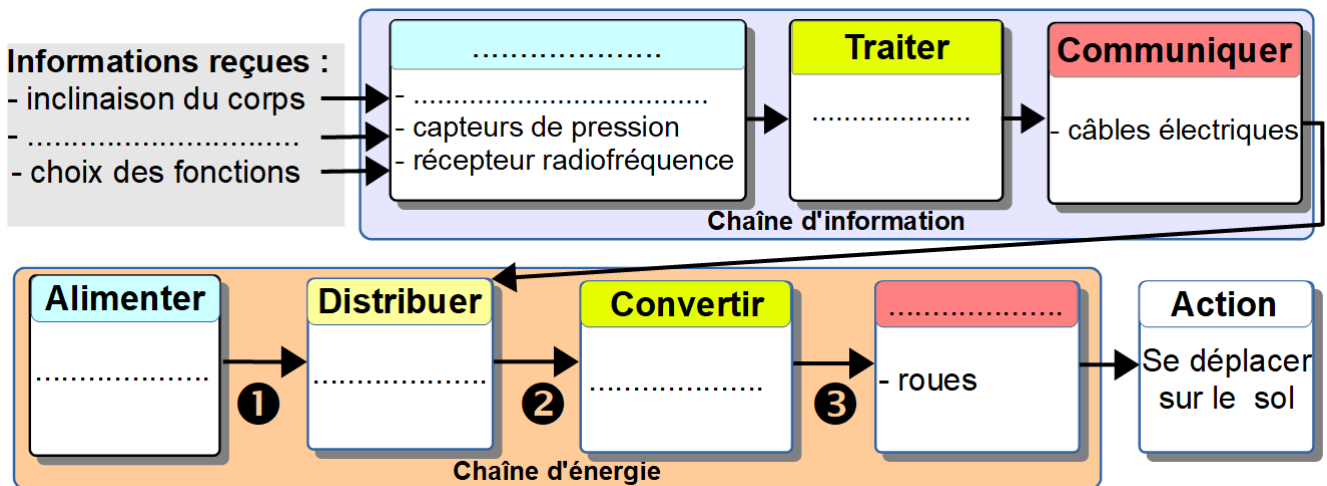 Informations reçues :
- inclinaison du corps
- ..............................
- choix des fonctions
...................
- .....................................
- capteurs de pression
- récepteur radiofréquence
Traiter
...................
Communiquer
- câbles électriques
Chaîne d'information
Alimenter
...................
❶
Distribuer
...................
❷
Convertir
...................
❸
...................
- roues
Action
Se déplacer
sur le sol
Chaîne d'énergie